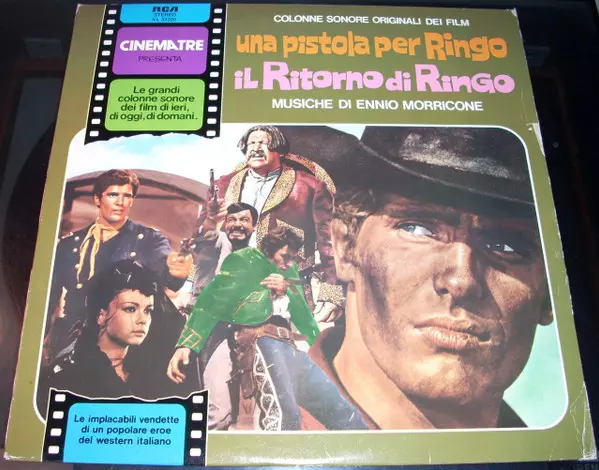 RCA
STEREO
CINEMATRE
PRESENTA
Le grandi
colonne sonore
dei film di ieri,
di oggi, di domani.
COLONNE SONORE ORIGINALI DEI FILM
una pistola per Ringo
il Ritorno di Ringo
MUSICHE DI ENNIO MORRICONE
Le implacabili vendette
di un popolare eroe
del western italiano